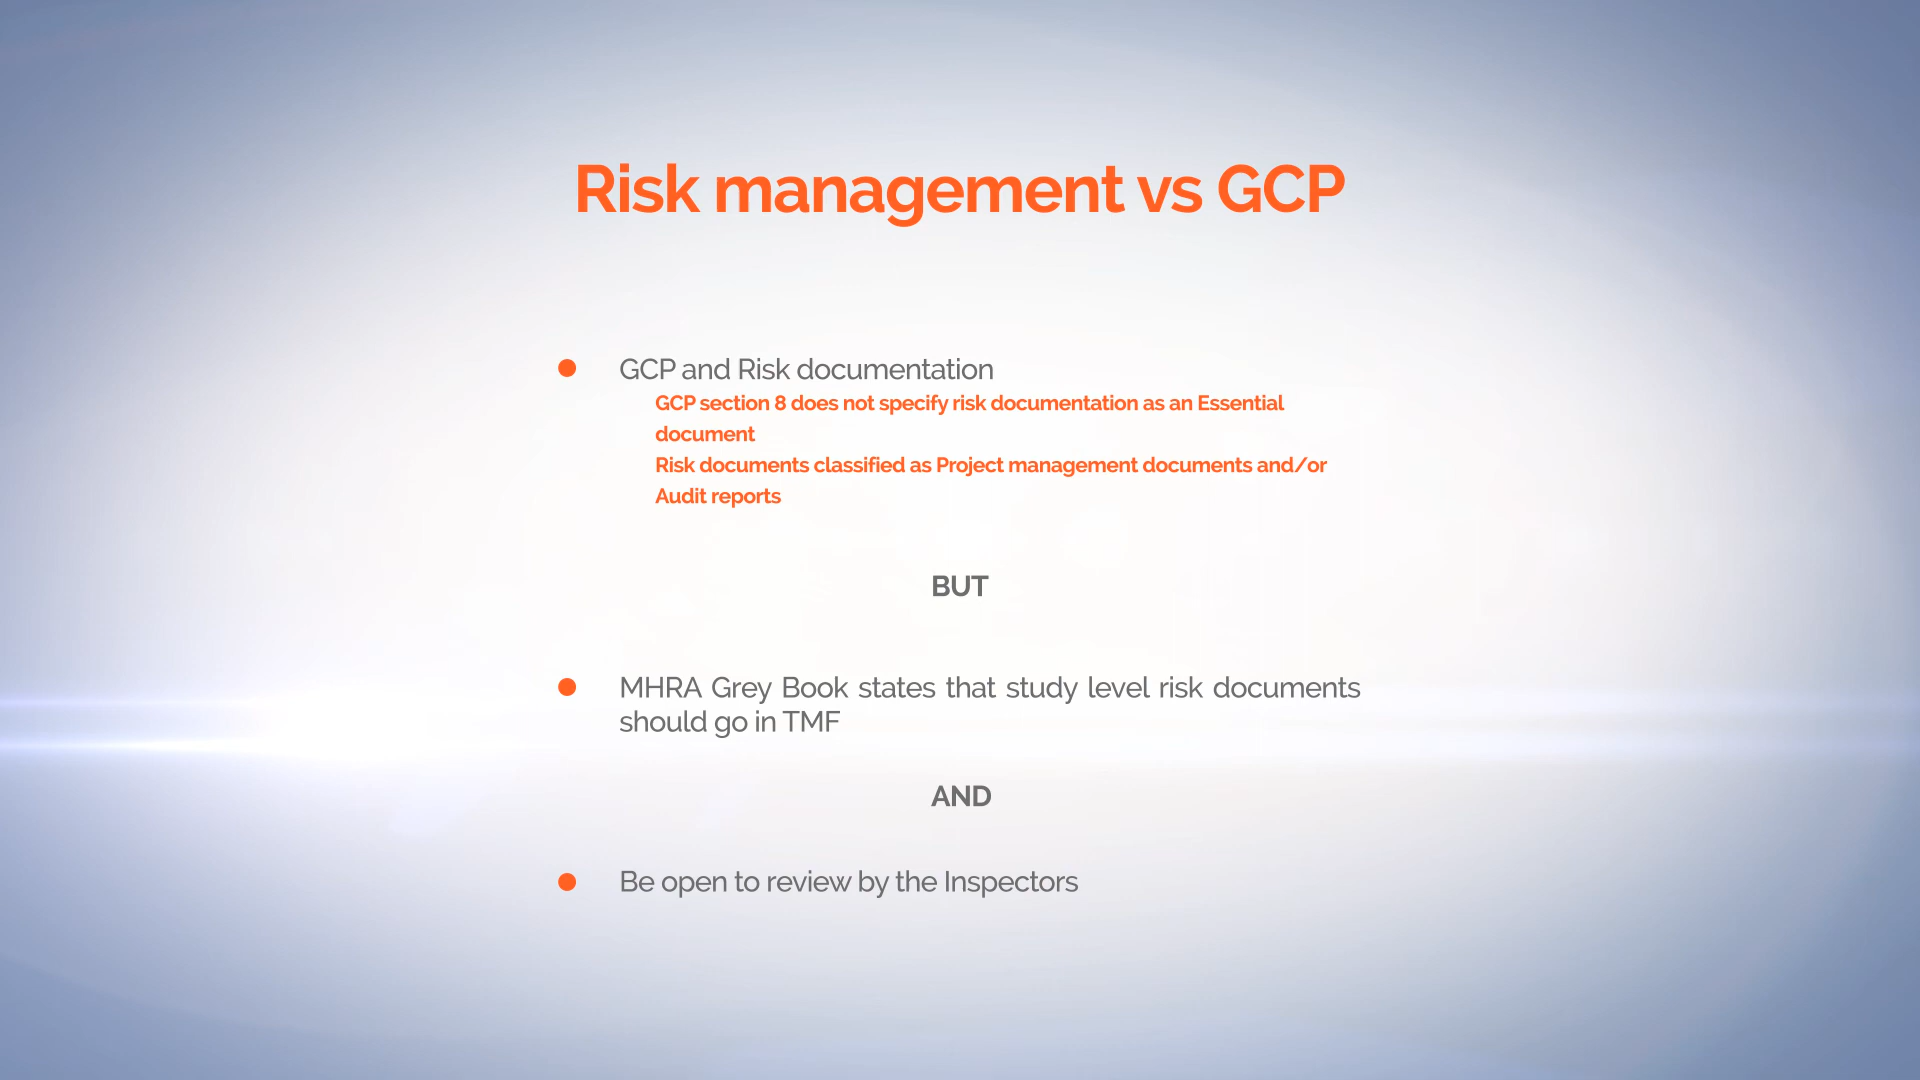 Risk management vs GCP
GCP and Risk documentation
GCP section 8 does not specify risk documentation as an Essential
document
Risk documents classified as Project management documents and/or
Audit reports
BUT
MHRA Grey Book states that study level risk documents
should go in TMF
AND
Be open to review by the Inspectors